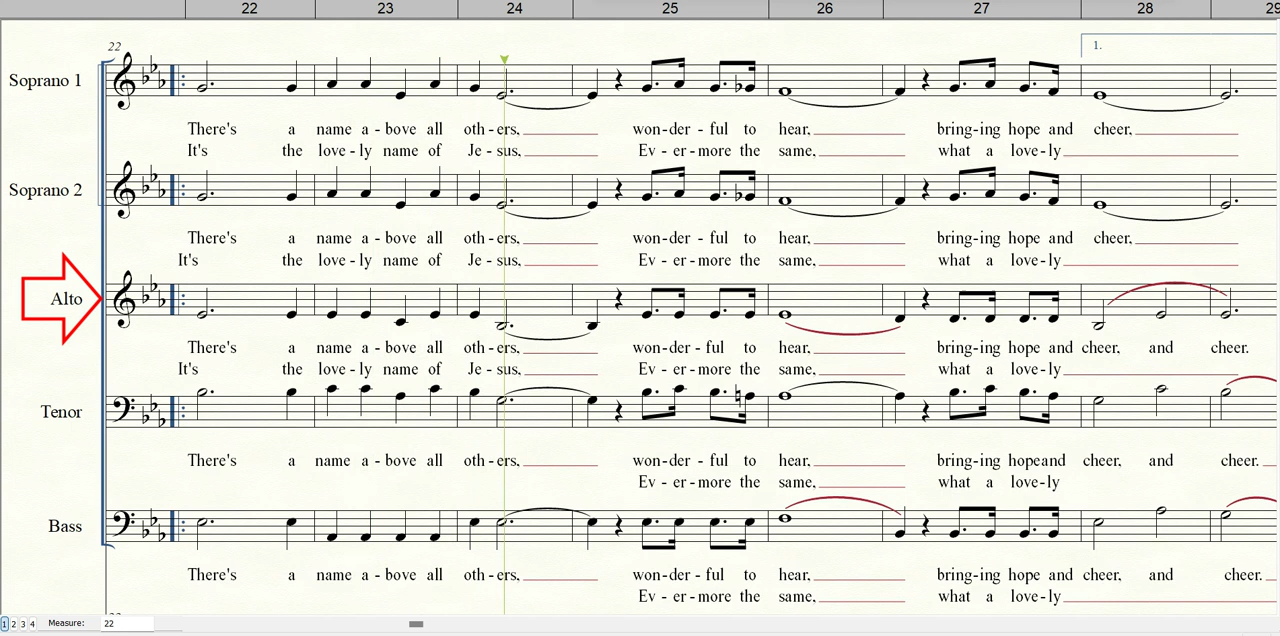 22 23 24 25 26 27 28 29
22
1.
Soprano 1
There's a name a - bove all oth - ers, won - der - ful to hear, bring - ing hope and cheer,
It's the love - ly name of Je - sus, Ev - er - more the same, what a love - ly
Soprano 2
There's a name a - bove all oth - ers, won - der - ful to hear, bring - ing hope and cheer,
It's the love - ly name of Je - sus, Ev - er - more the same, what a love - ly
Alto
There's a name a - bove all oth - ers, won - der - ful to hear, bring - ing hope and cheer, and cheer.
It's the love - ly name of Je - sus, Ev - er - more the same, what a love - ly
Tenor
There's a name a - bove all oth - ers, won - der - ful to hear, bring - ing hopeand cheer, and cheer.
Ev - er - more the same, what a love - ly
Bass
There's a name a - bove all oth - ers, won - der - ful to hear, bring - ing hope and cheer, and cheer.
Ev - er - more the same, what a love - ly
1 2 3 4 Measure: 22